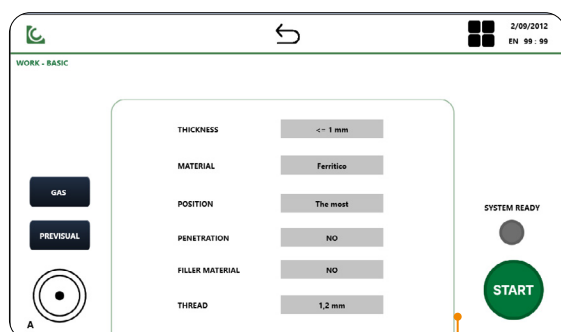 2/09/2012
EN 99 : 99
WORK - BASIC
THICKNESS <- 1 mm
MATERIAL Ferritico
GAS
POSITION The most
SYSTEM READY
PREVISUAL
PENETRATION NO
FILLER MATERIAL NO
START
THREAD 1,2 mm
A